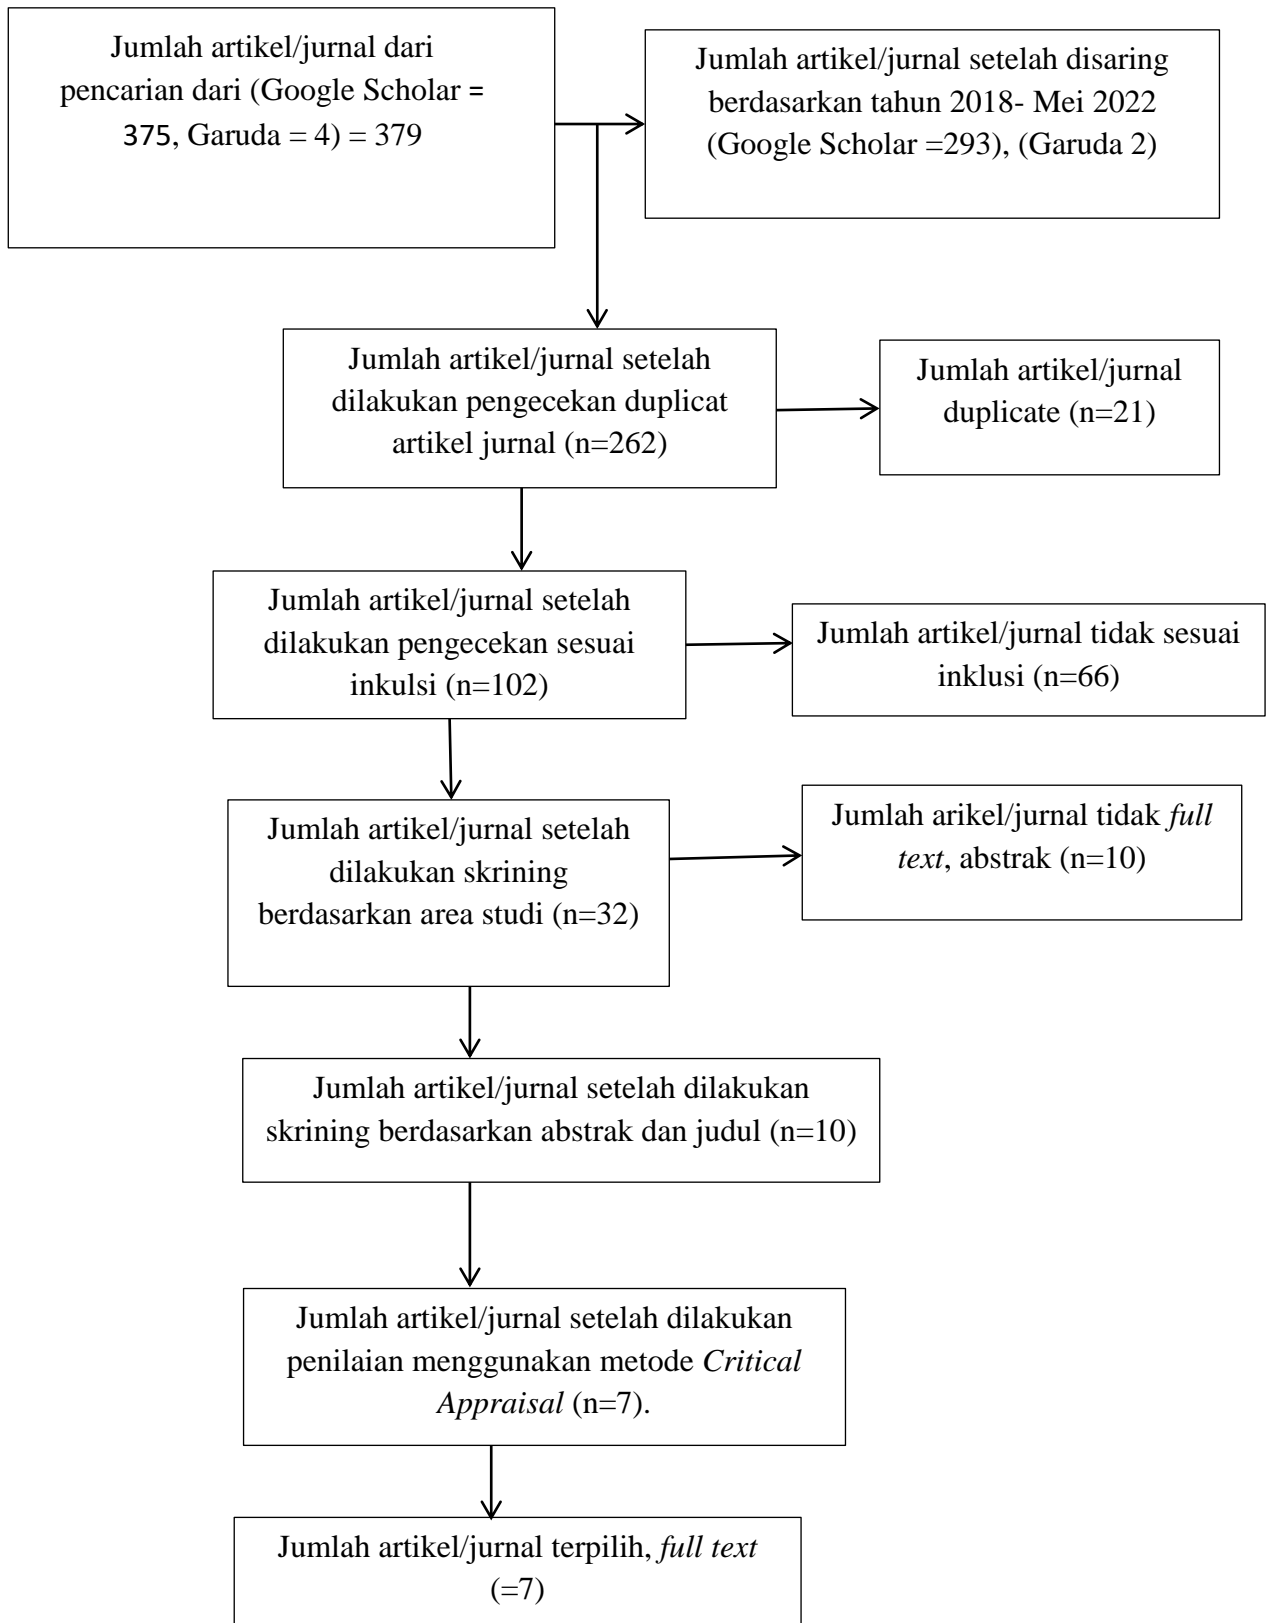 Jumlah artikel/jurnal dari
pencarian dari (Google Scholar =
375, Garuda = 4) = 379
Jumlah artikel/jurnal setelah disaring
berdasarkan tahun 2018- Mei 2022
(Google Scholar =293), (Garuda 2)
Jumlah artikel/jurnal setelah
dilakukan pengecekan duplicat
artikel jurnal (n=262)
Jumlah artikel/jurnal
duplicate (n=21)
Jumlah artikel/jurnal setelah
dilakukan pengecekan sesuai
inkulsi (n=102)
Jumlah artikel/jurnal tidak sesuai
inklusi (n=66)
Jumlah artikel/jurnal setelah
dilakukan skrining
berdasarkan area studi (n=32)
Jumlah arikel/jurnal tidak full
text, abstrak (n=10)
Jumlah artikel/jurnal setelah dilakukan
skrining berdasarkan abstrak dan judul (n=10)
Jumlah artikel/jurnal setelah dilakukan
penilaian menggunakan metode Critical
Appraisal (n=7).
Jumlah artikel/jurnal terpilih, full text
(=7)